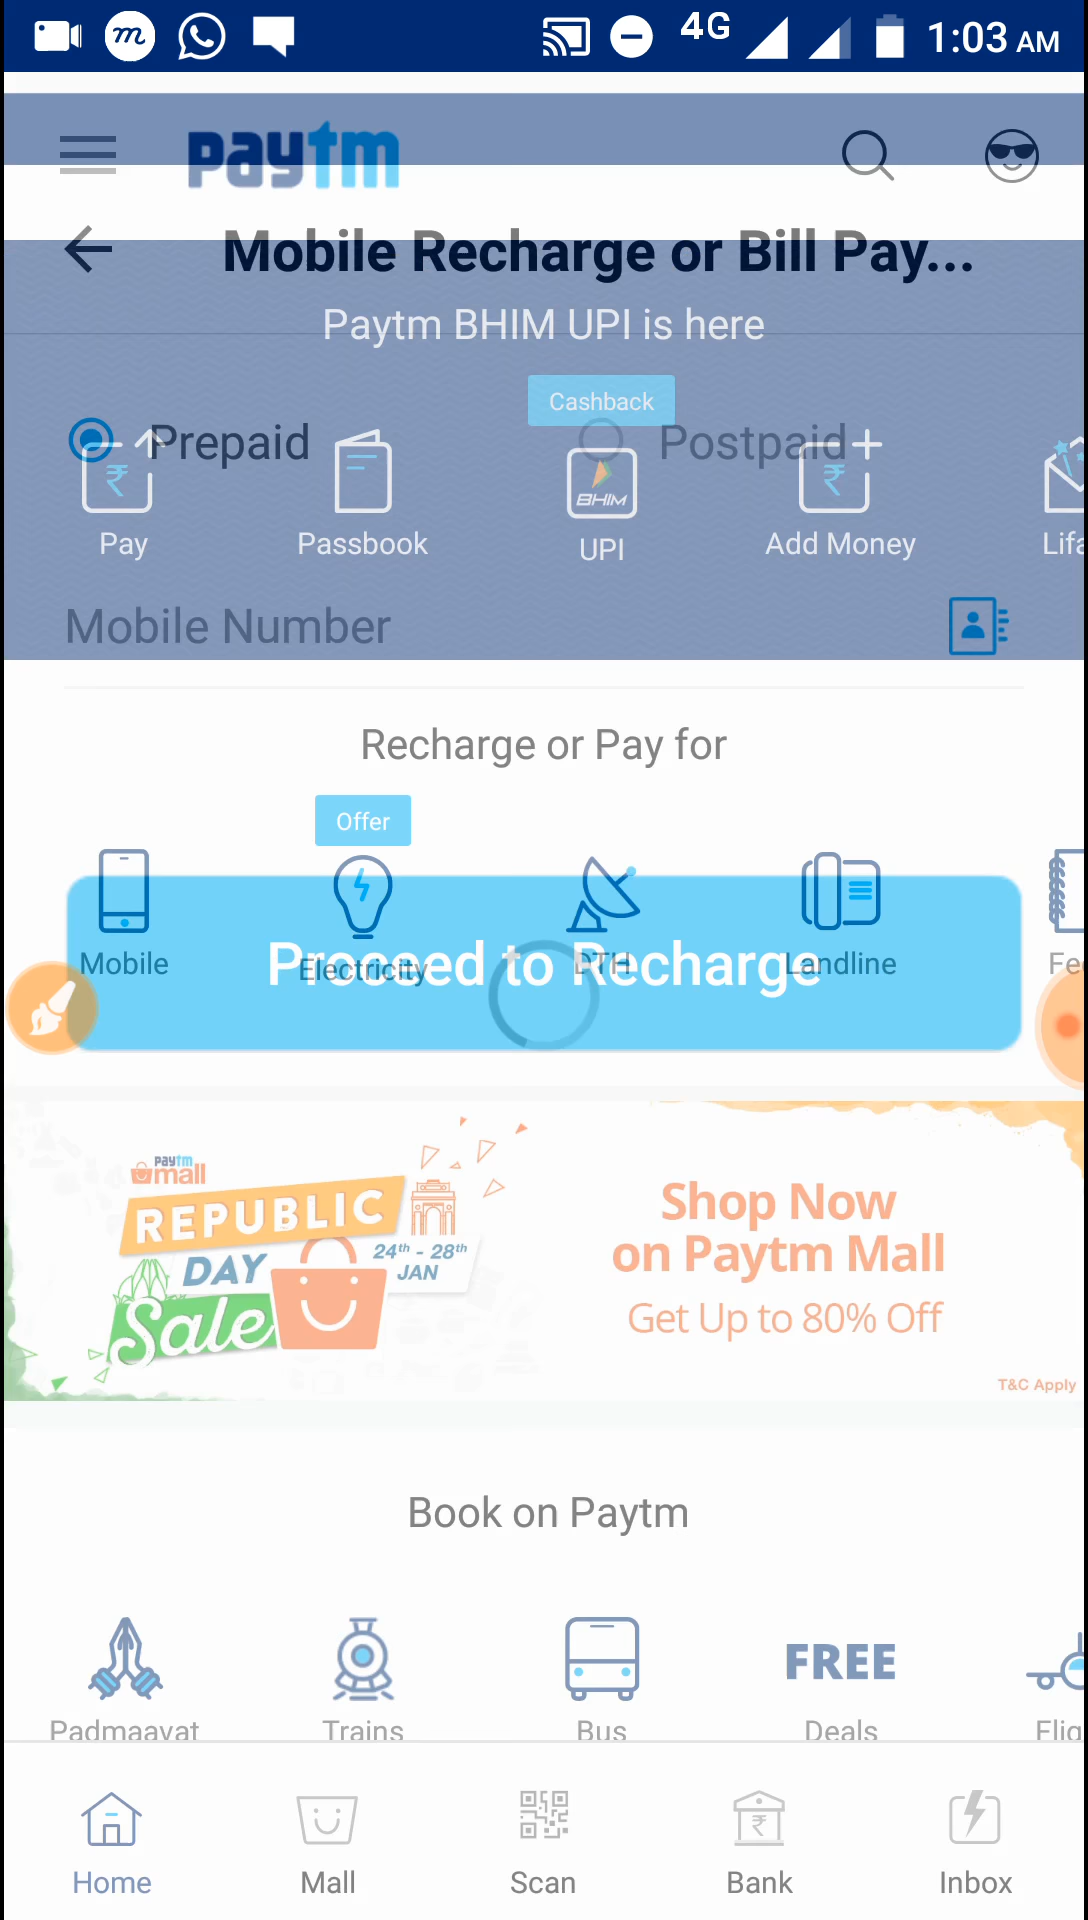 m
4G
1:03 AM
paytm
Mobile Recharge or Bill Pay...
Paytm BHIM UPI is here
Cashback
Prepaid
Postpaid
BHIM
Pay
Passbook
UPI
Add Money
Lifa
Mobile Number
Recharge or Pay for
Offer
Mobile
Electricity
DTH
Landline
Fe
Proceed to Recharge
paytm
mall
REPUBLIC
DAY
24th - 28th
JAN
Sale
Shop Now
on Paytm Mall
Get Up to 80% Off
T&C Apply
Book on Paytm
FREE
Padmaavat
Trains
Bus
Deals
Flig
Home
Mall
Scan
Bank
Inbox